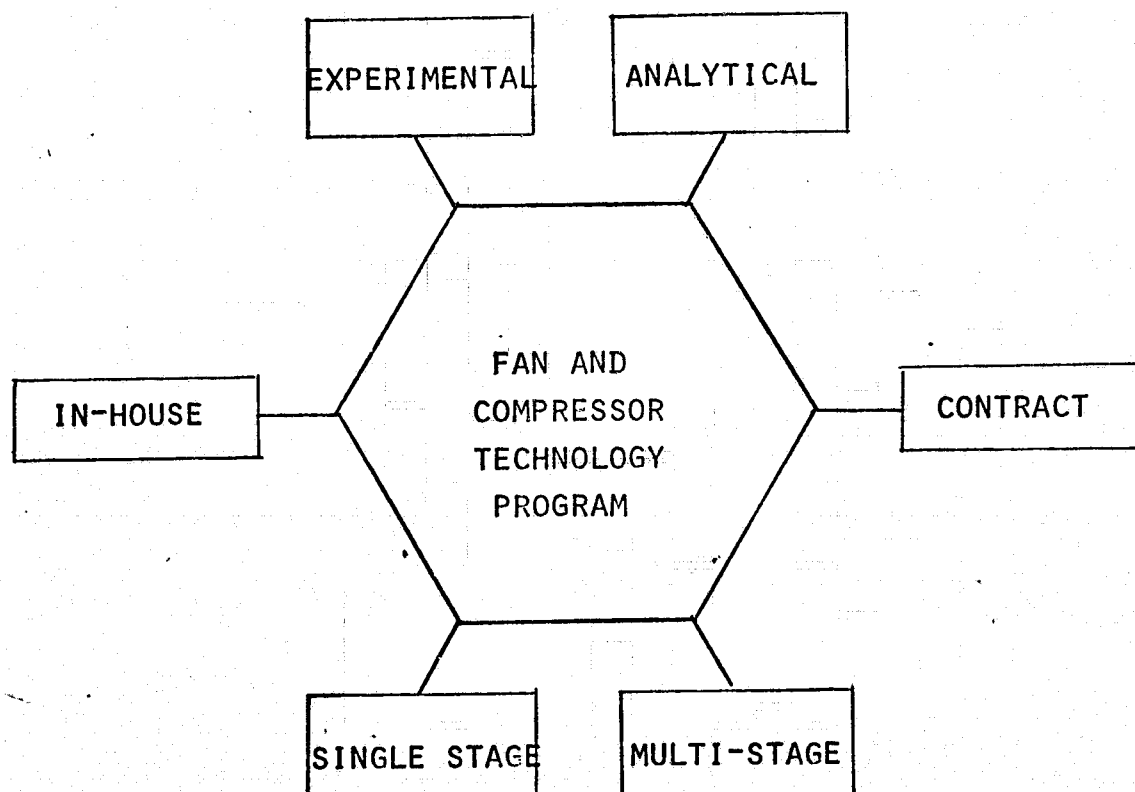 EXPERIMENTAL
ANALYTICAL
IN-HOUSE
FAN AND
COMPRESSOR
TECHNOLOGY
PROGRAM
CONTRACT
SINGLE STAGE
MULTI-STAGE